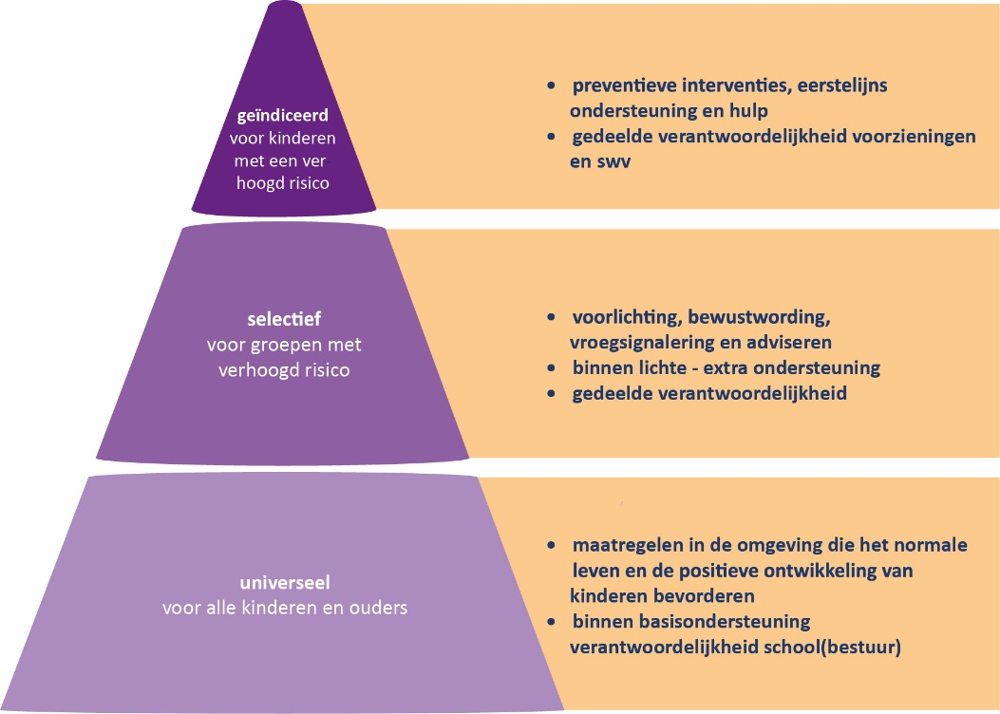 geïndiceerd
voor kinderen
met een ver
hoogd risico
• preventieve interventies, eerstelijns
ondersteuning en hulp
• gedeelde verantwoordelijkheid voorzieningen
en swv
selectief
voor groepen met
verhoogd risico
• voorlichting, bewustwording,
vroegsignalering en adviseren
• binnen lichte - extra ondersteuning
• gedeelde verantwoordelijkheid
universeel
voor alle kinderen en ouders
• maatregelen in de omgeving die het normale
leven en de positieve ontwikkeling van
kinderen bevorderen
• binnen basisondersteuning
verantwoordelijkheid school(bestuur)